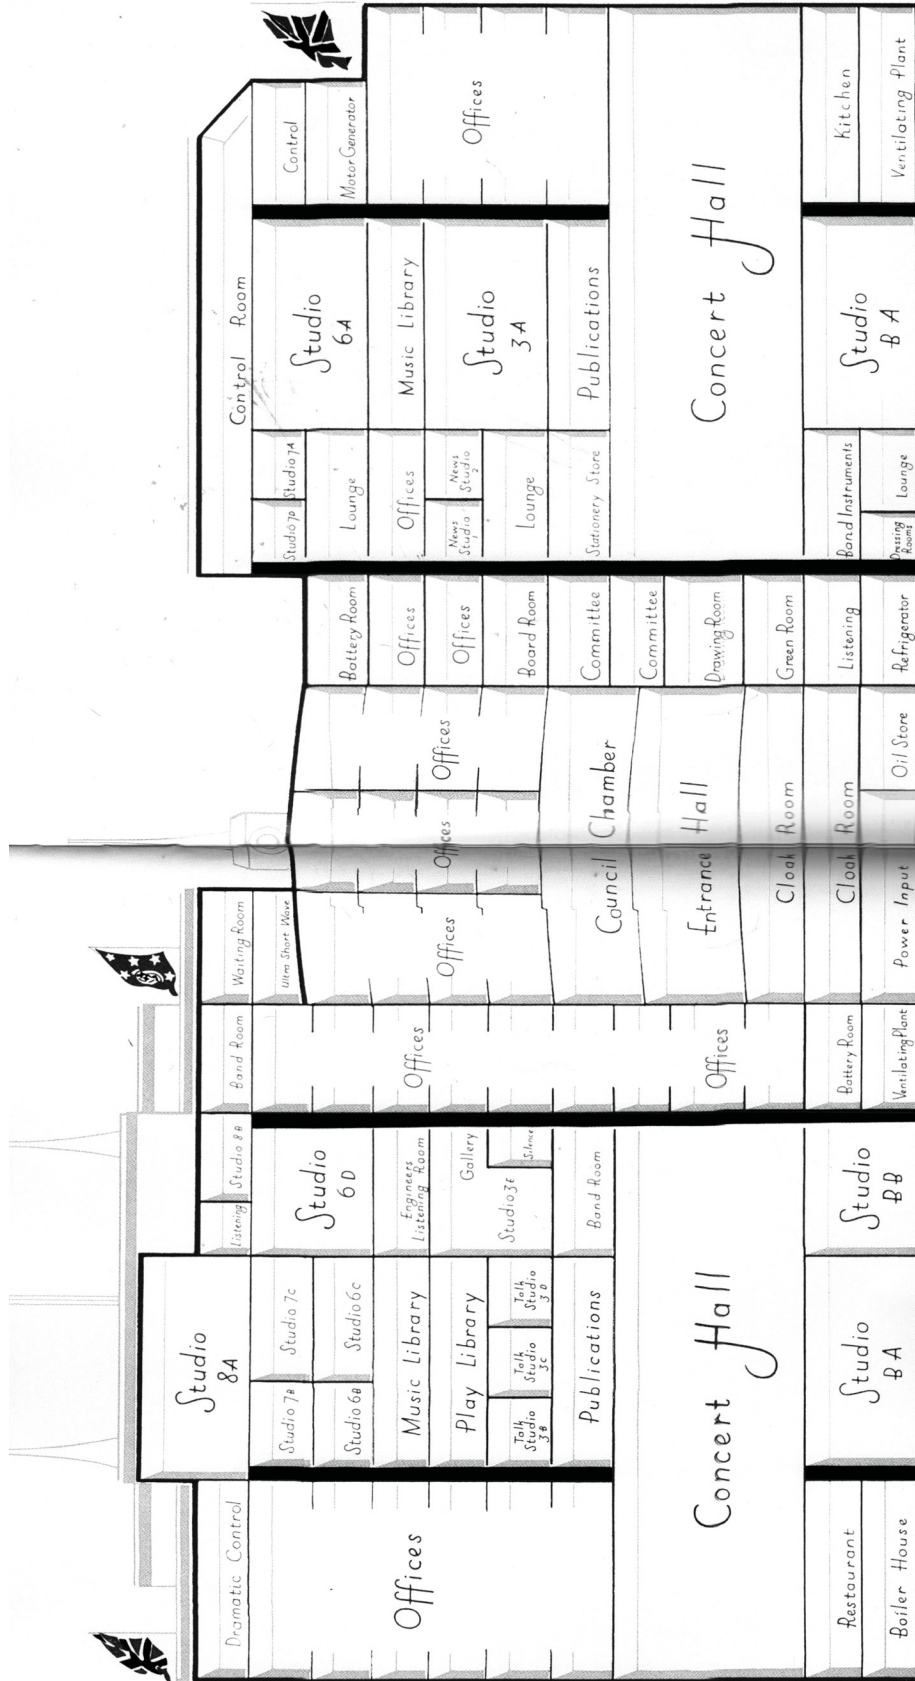 Dramatic Control
Offices
Restaurant
Boiler House
Studio
8A
Studio 7B
Studio 7C
Studio 6B
Studio 6C
Music Library
Play Library
Talk
Studio
3B
Talk
Studio
3C
Talk
Studio
3D
Publications
Concert Hall
Studio
BA
Listening
Studio 8B
Studio
6D
Engineers
Listening Room
Gallery
Studio 3E
Silence
Band Room
Studio
BB
Band Room
Offices
Offices
Battery Room
Ventilating Plant
Waiting Room
Ultra Short Wave
Offices
Offices
Offices
Council Chamber
Entrance Hall
Cloak Room
Cloak Room
Power Input
Oil Store
Battery Room
Offices
Offices
Board Room
Committee
Committee
Drawing Room
Green Room
Listening
Refrigerator
Control Room
Studio 7D
Studio 7A
Lounge
Offices
News
Studio
1
News
Studio
2
Lounge
Stationery Store
Studio
6A
Music Library
Studio
3A
Publications
Concert Hall
Band Instruments
Dressing
Rooms
Lounge
Studio
BA
Control
Motor Generator
Offices
Kitchen
Ventilating Plant